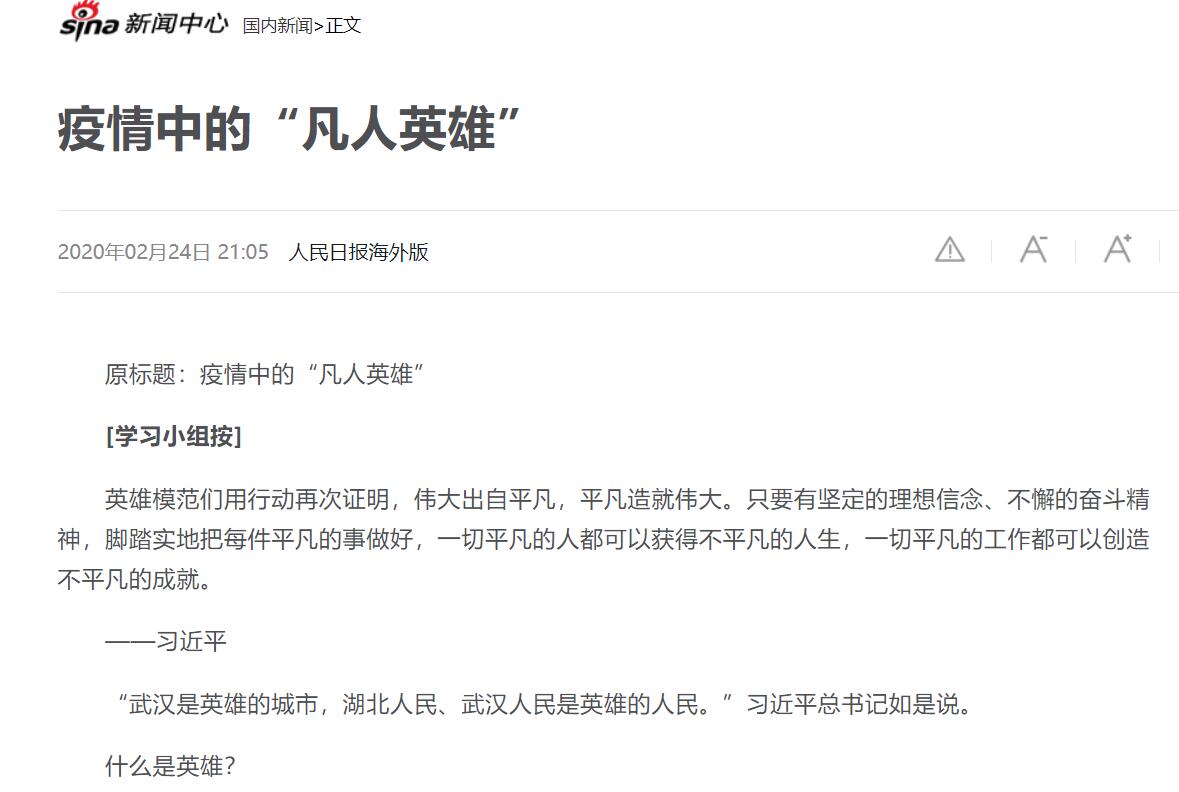 sina 新闻中心 国内新闻>正文
疫情中的“凡人英雄”
2020年02月24日 21:05 人民日报海外版 A- A+
原标题：疫情中的“凡人英雄”
[学习小组按]
英雄模范们用行动再次证明，伟大出自平凡，平凡造就伟大。只要有坚定的理想信念、不懈的奋斗精
神，脚踏实地把每件平凡的事做好，一切平凡的人都可以获得不平凡的人生，一切平凡的工作都可以创造
不平凡的成就。
——习近平
“武汉是英雄的城市，湖北人民、武汉人民是英雄的人民。”习近平总书记如是说。
什么是英雄？